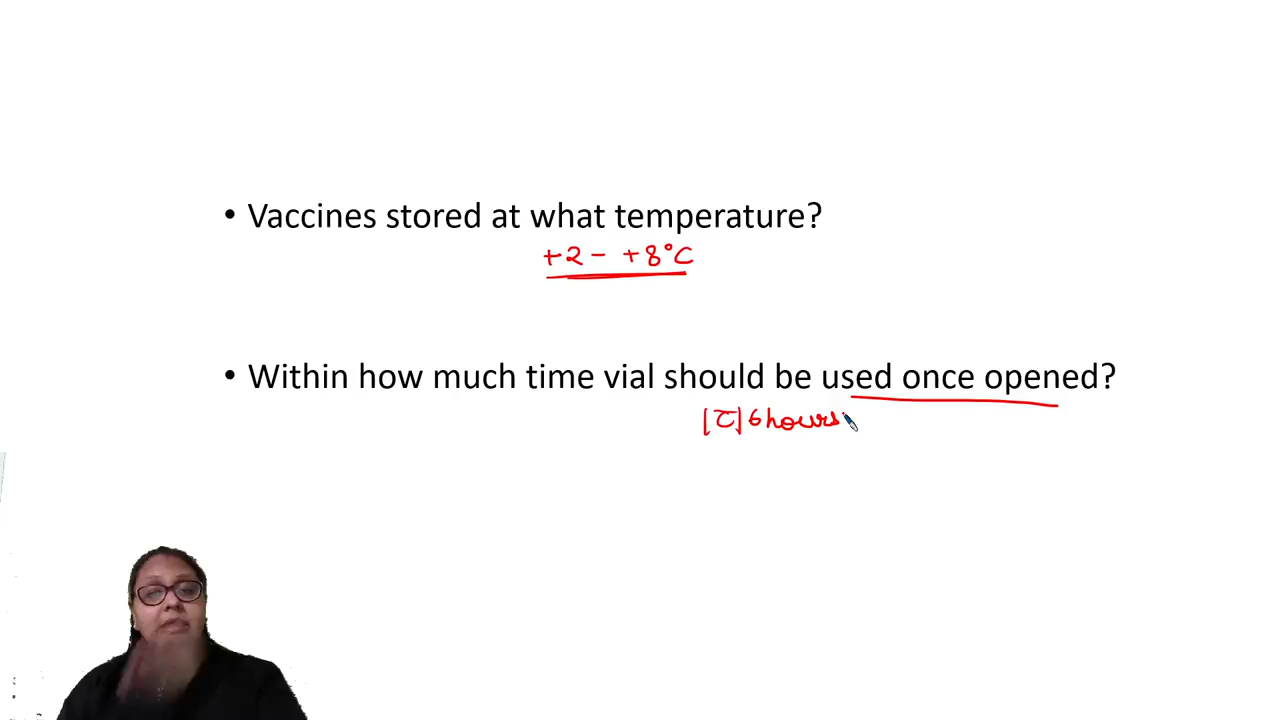 • Vaccines stored at what temperature?
+2 - +8°C
• Within how much time vial should be used once opened?
6 hours